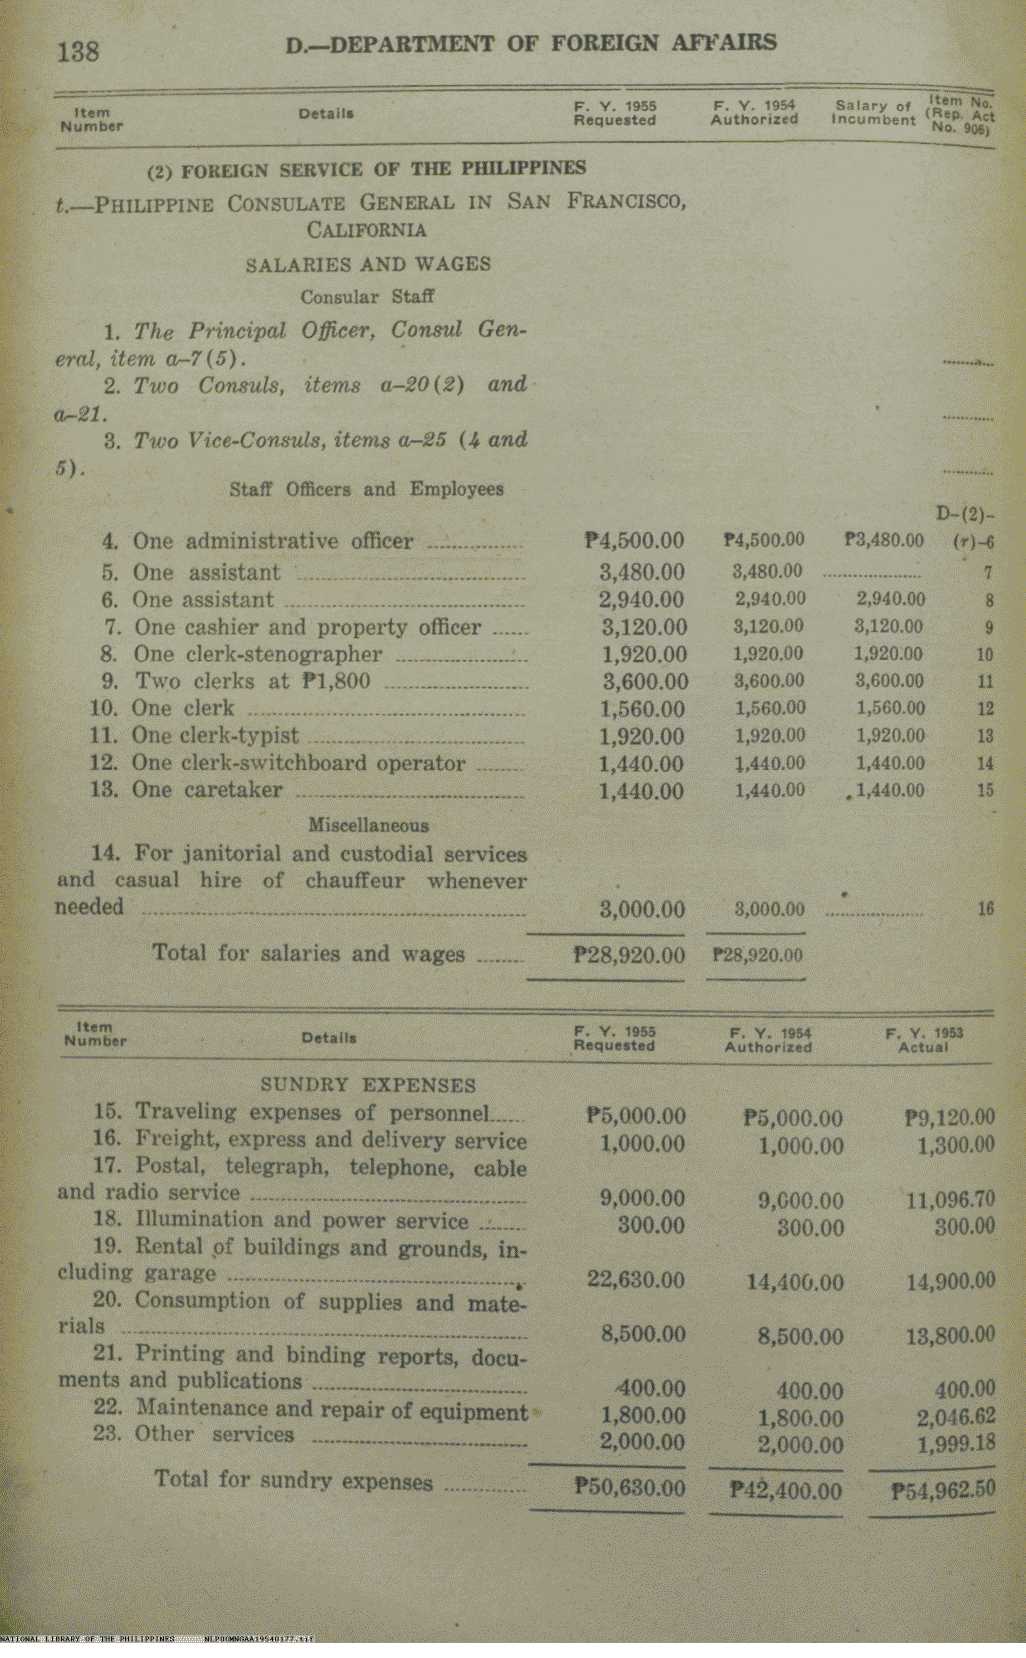 138
D.—DEPARTMENT OF FOREIGN AFFAIRS
Item Number Details F. Y. 1955 Requested F. Y. 1954 Authorized Salary of Incumbent Item No. (Rep. Act No. 906)
(2) FOREIGN SERVICE OF THE PHILIPPINES
t.—PHILIPPINE CONSULATE GENERAL IN SAN FRANCISCO,
CALIFORNIA
SALARIES AND WAGES
Consular Staff
1. The Principal Officer, Consul Gen-
eral, item a-7(5). ............
2. Two Consuls, items a-20(2) and
a-21. ............
3. Two Vice-Consuls, items a-25 (4 and
5). ............
Staff Officers and Employees
D-(2)-
4. One administrative officer ............ ₱4,500.00 ₱4,500.00 ₱3,480.00 (r)-6
5. One assistant ............ 3,480.00 3,480.00 ............ 7
6. One assistant ............ 2,940.00 2,940.00 2,940.00 8
7. One cashier and property officer ...... 3,120.00 3,120.00 3,120.00 9
8. One clerk-stenographer ............ 1,920.00 1,920.00 1,920.00 10
9. Two clerks at ₱1,800 ............ 3,600.00 3,600.00 3,600.00 11
10. One clerk ............ 1,560.00 1,560.00 1,560.00 12
11. One clerk-typist ............ 1,920.00 1,920.00 1,920.00 13
12. One clerk-switchboard operator ........ 1,440.00 1,440.00 1,440.00 14
13. One caretaker ............ 1,440.00 1,440.00 1,440.00 15
Miscellaneous
14. For janitorial and custodial services
and casual hire of chauffeur whenever
needed ............ 3,000.00 3,000.00 ............ 16
Total for salaries and wages ........ ₱28,920.00 ₱28,920.00
Item Number Details F. Y. 1955 Requested F. Y. 1954 Authorized F. Y. 1953 Actual
SUNDRY EXPENSES
15. Traveling expenses of personnel...... ₱5,000.00 ₱5,000.00 ₱9,120.00
16. Freight, express and delivery service 1,000.00 1,000.00 1,300.00
17. Postal, telegraph, telephone, cable
and radio service ............ 9,000.00 9,000.00 11,096.70
18. Illumination and power service ........ 300.00 300.00 300.00
19. Rental of buildings and grounds, in-
cluding garage ............ 22,630.00 14,400.00 14,900.00
20. Consumption of supplies and mate-
rials ............ 8,500.00 8,500.00 13,800.00
21. Printing and binding reports, docu-
ments and publications ............ 400.00 400.00 400.00
22. Maintenance and repair of equipment 1,800.00 1,800.00 2,046.62
23. Other services ............ 2,000.00 2,000.00 1,999.18
Total for sundry expenses ............ ₱50,630.00 ₱42,400.00 ₱54,962.50
NATIONAL LIBRARY OF THE PHILIPPINES NLP00MNGAA19540177.tif